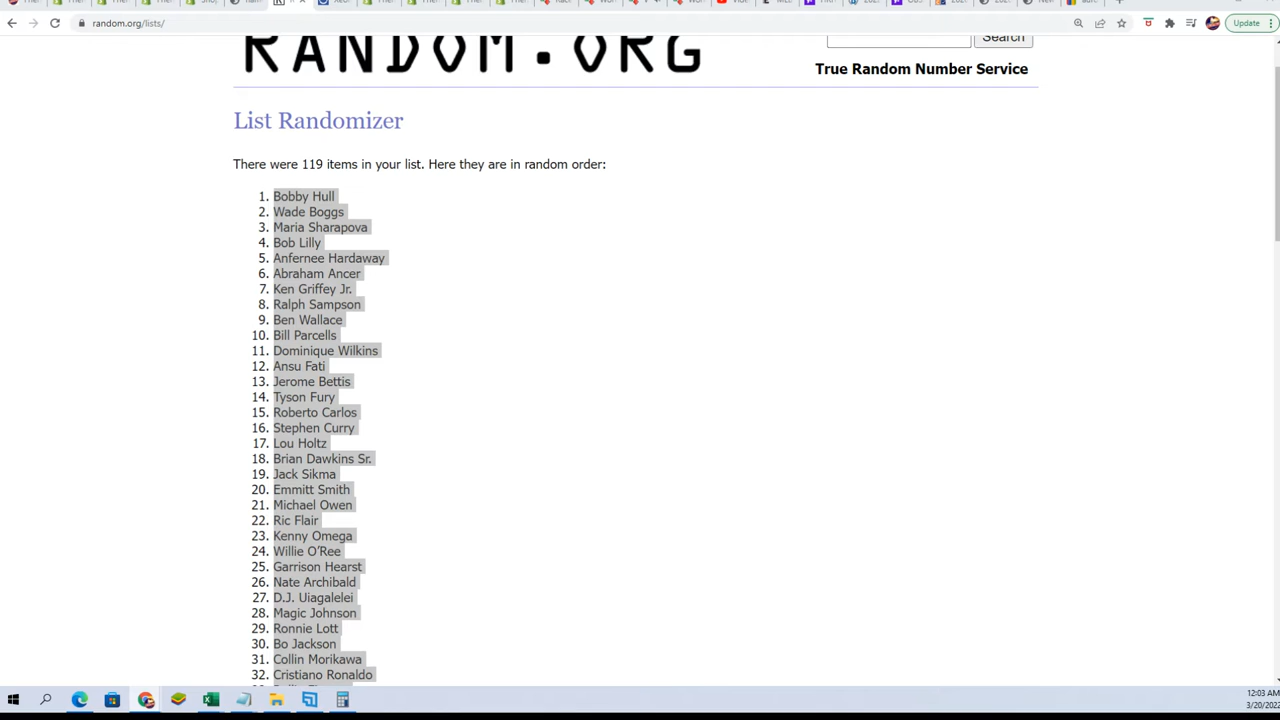 random.org/lists/
Update
RANDOM.ORG
Search
True Random Number Service
List Randomizer
There were 119 items in your list. Here they are in random order:
1. Bobby Hull
2. Wade Boggs
3. Maria Sharapova
4. Bob Lilly
5. Anfernee Hardaway
6. Abraham Ancer
7. Ken Griffey Jr.
8. Ralph Sampson
9. Ben Wallace
10. Bill Parcells
11. Dominique Wilkins
12. Ansu Fati
13. Jerome Bettis
14. Tyson Fury
15. Roberto Carlos
16. Stephen Curry
17. Lou Holtz
18. Brian Dawkins Sr.
19. Jack Sikma
20. Emmitt Smith
21. Michael Owen
22. Ric Flair
23. Kenny Omega
24. Willie O’Ree
25. Garrison Hearst
26. Nate Archibald
27. D.J. Uiagalelei
28. Magic Johnson
29. Ronnie Lott
30. Bo Jackson
31. Collin Morikawa
32. Cristiano Ronaldo
12:03 AM